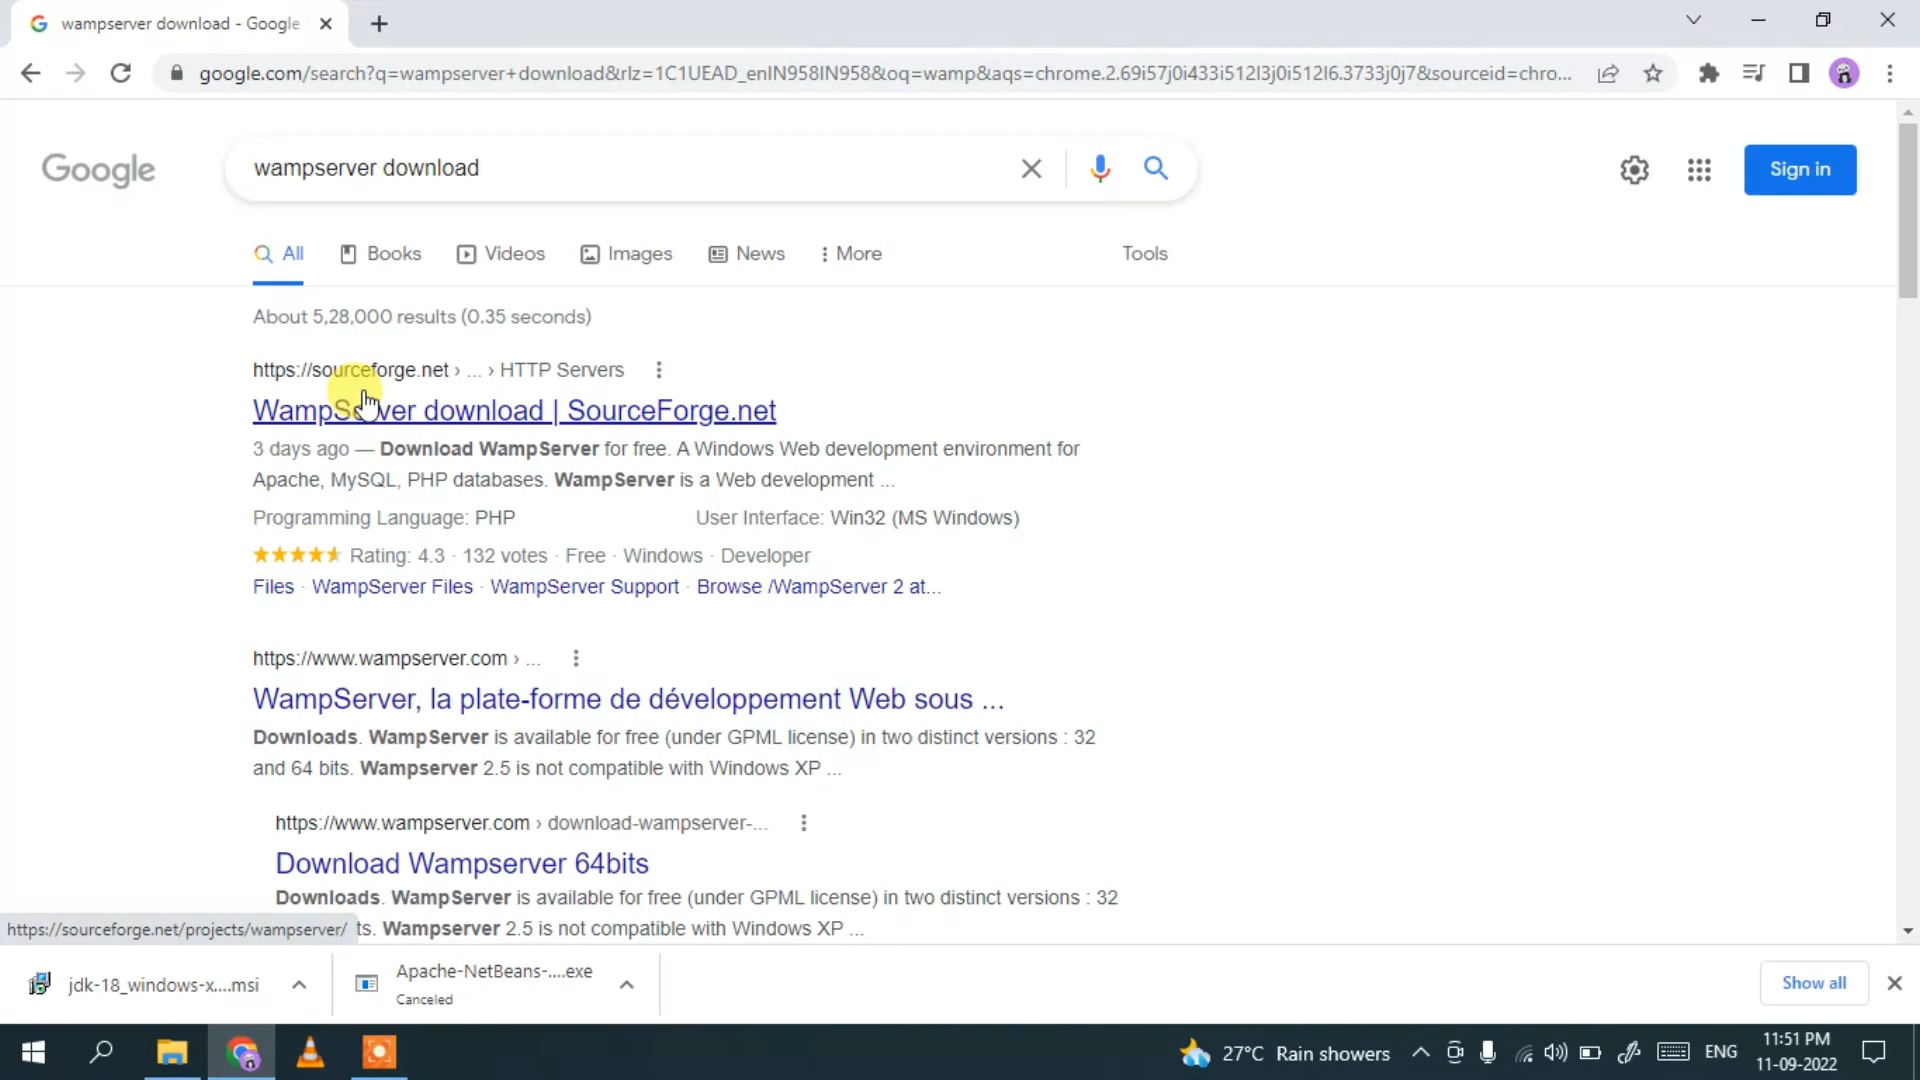 wampserver download - Google
google.com/search?q=wampserver+download&rlz=1C1UEAD_enIN958IN958&oq=wamp&aqs=chrome.2.69i57j0i433i512l3j0i512l6.3733j0j7&sourceid=chro...
Google
wampserver download
Sign in
All Books Videos Images News More Tools
About 5,28,000 results (0.35 seconds)
https://sourceforge.net › ... › HTTP Servers
WampServer download | SourceForge.net
3 days ago — Download WampServer for free. A Windows Web development environment for
Apache, MySQL, PHP databases. WampServer is a Web development ...
Programming Language: PHP User Interface: Win32 (MS Windows)
Rating: 4.3 · 132 votes · Free · Windows · Developer
Files · WampServer Files · WampServer Support · Browse /WampServer 2 at...
https://www.wampserver.com › ...
WampServer, la plate-forme de développement Web sous ...
Downloads. WampServer is available for free (under GPML license) in two distinct versions : 32
and 64 bits. Wampserver 2.5 is not compatible with Windows XP ...
https://www.wampserver.com › download-wampserver-...
Download Wampserver 64bits
Downloads. WampServer is available for free (under GPML license) in two distinct versions : 32
https://sourceforge.net/projects/wampserver/ ts. Wampserver 2.5 is not compatible with Windows XP ...
jdk-18_windows-x....msi
Apache-NetBeans-....exe
Canceled
Show all
27°C Rain showers
ENG
11:51 PM
11-09-2022